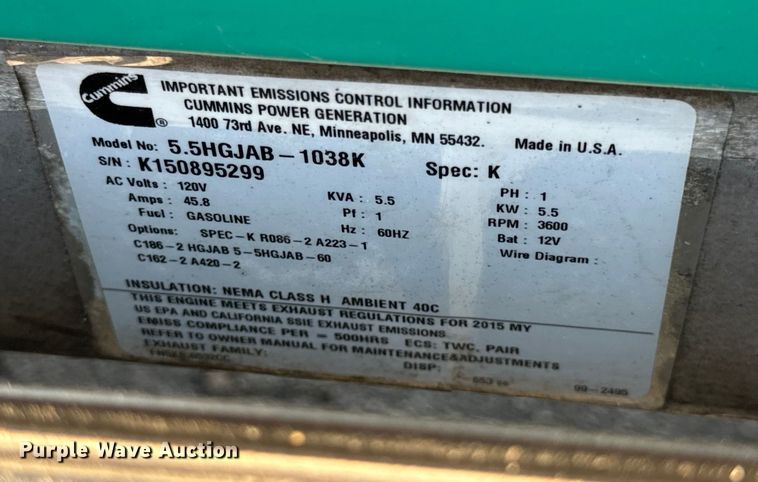 Cummins
IMPORTANT EMISSIONS CONTROL INFORMATION
CUMMINS POWER GENERATION
1400 73rd Ave. NE, Minneapolis, MN 55432.
Made in U.S.A.
Model No: 5.5HGJAB-1038K
Spec: K
S/N: K150895299
AC Volts : 120V
KVA : 5.5
PH : 1
Amps : 45.8
Pf : 1
KW : 5.5
Fuel : GASOLINE
Hz : 60HZ
RPM : 3600
Options: SPEC-K R086-2 A223-1
Bat : 12V
C186-2 HGJAB 5-5HGJAB-60
Wire Diagram :
C162-2 A420-2
INSULATION: NEMA CLASS H AMBIENT 40C
THIS ENGINE MEETS EXHAUST REGULATIONS FOR 2015 MY
US EPA AND CALIFORNIA SSIE EXHAUST EMISSIONS.
EMISS COMPLIANCE PER = 500HRS ECS: TWC, PAIR
REFER TO OWNER MANUAL FOR MAINTENANCE&ADJUSTMENTS
EXHAUST FAMILY:
DISP:
99-2495
Purple Wave Auction